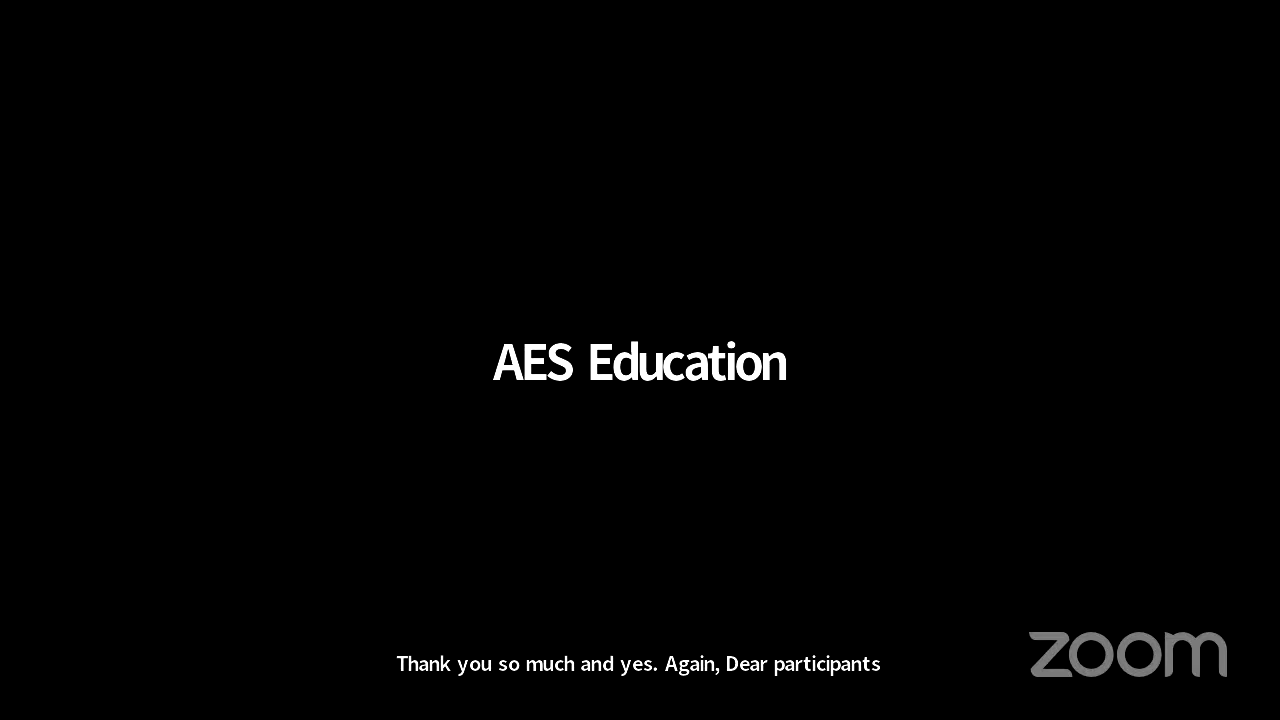 AES Education
Thank you so much and yes. Again, Dear participants
zoom